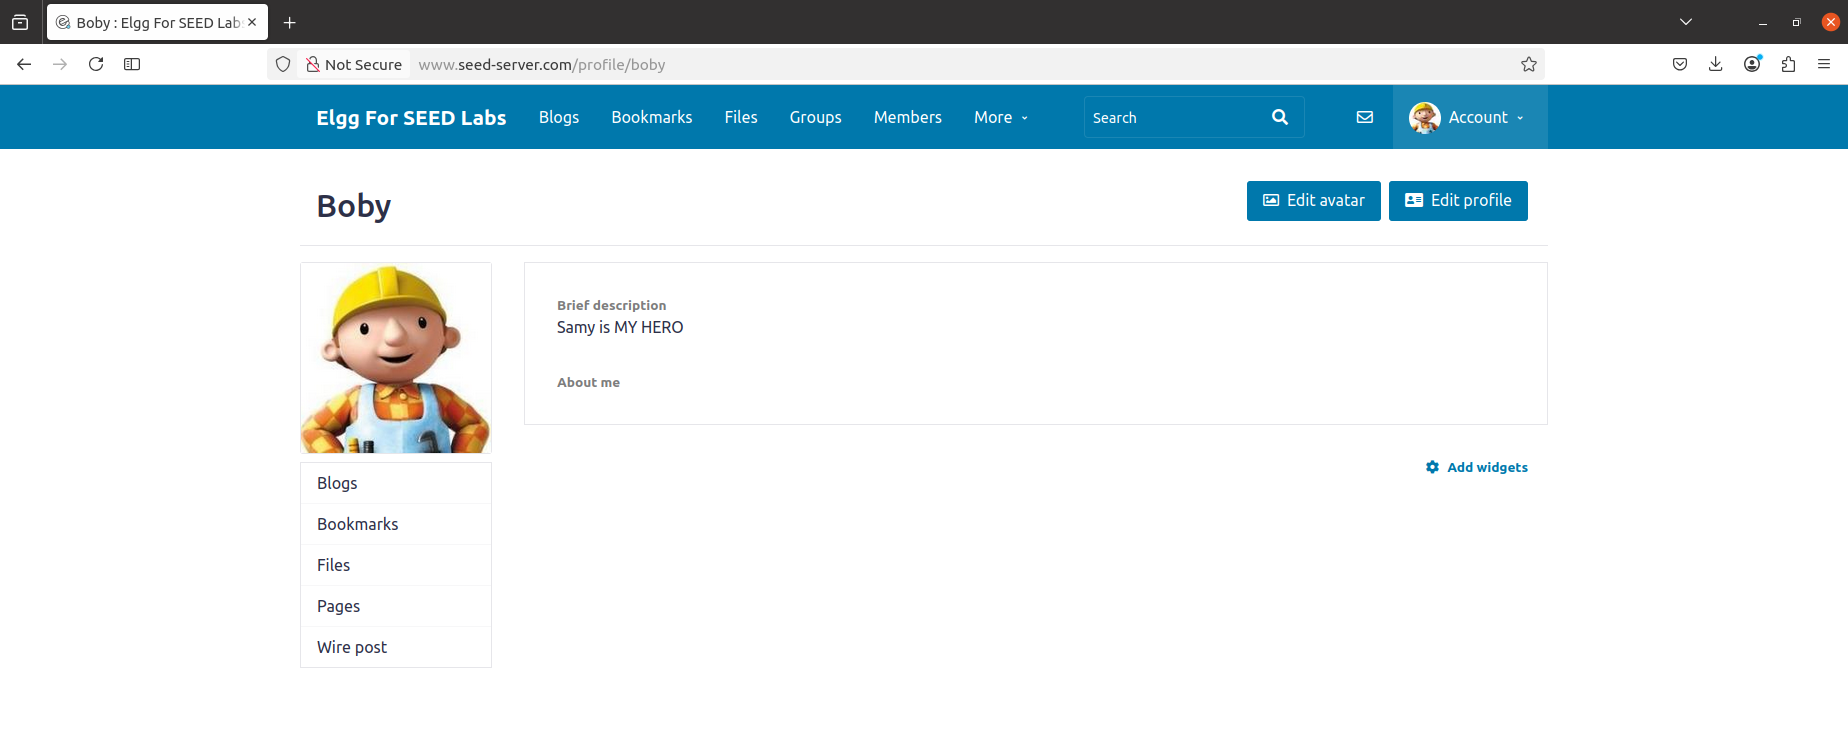 Boby : Elgg For SEED Lab
Not Secure www.seed-server.com/profile/boby
Elgg For SEED Labs Blogs Bookmarks Files Groups Members More Search Account
Boby
Edit avatar Edit profile
Brief description
Samy is MY HERO
About me
Add widgets
Blogs
Bookmarks
Files
Pages
Wire post